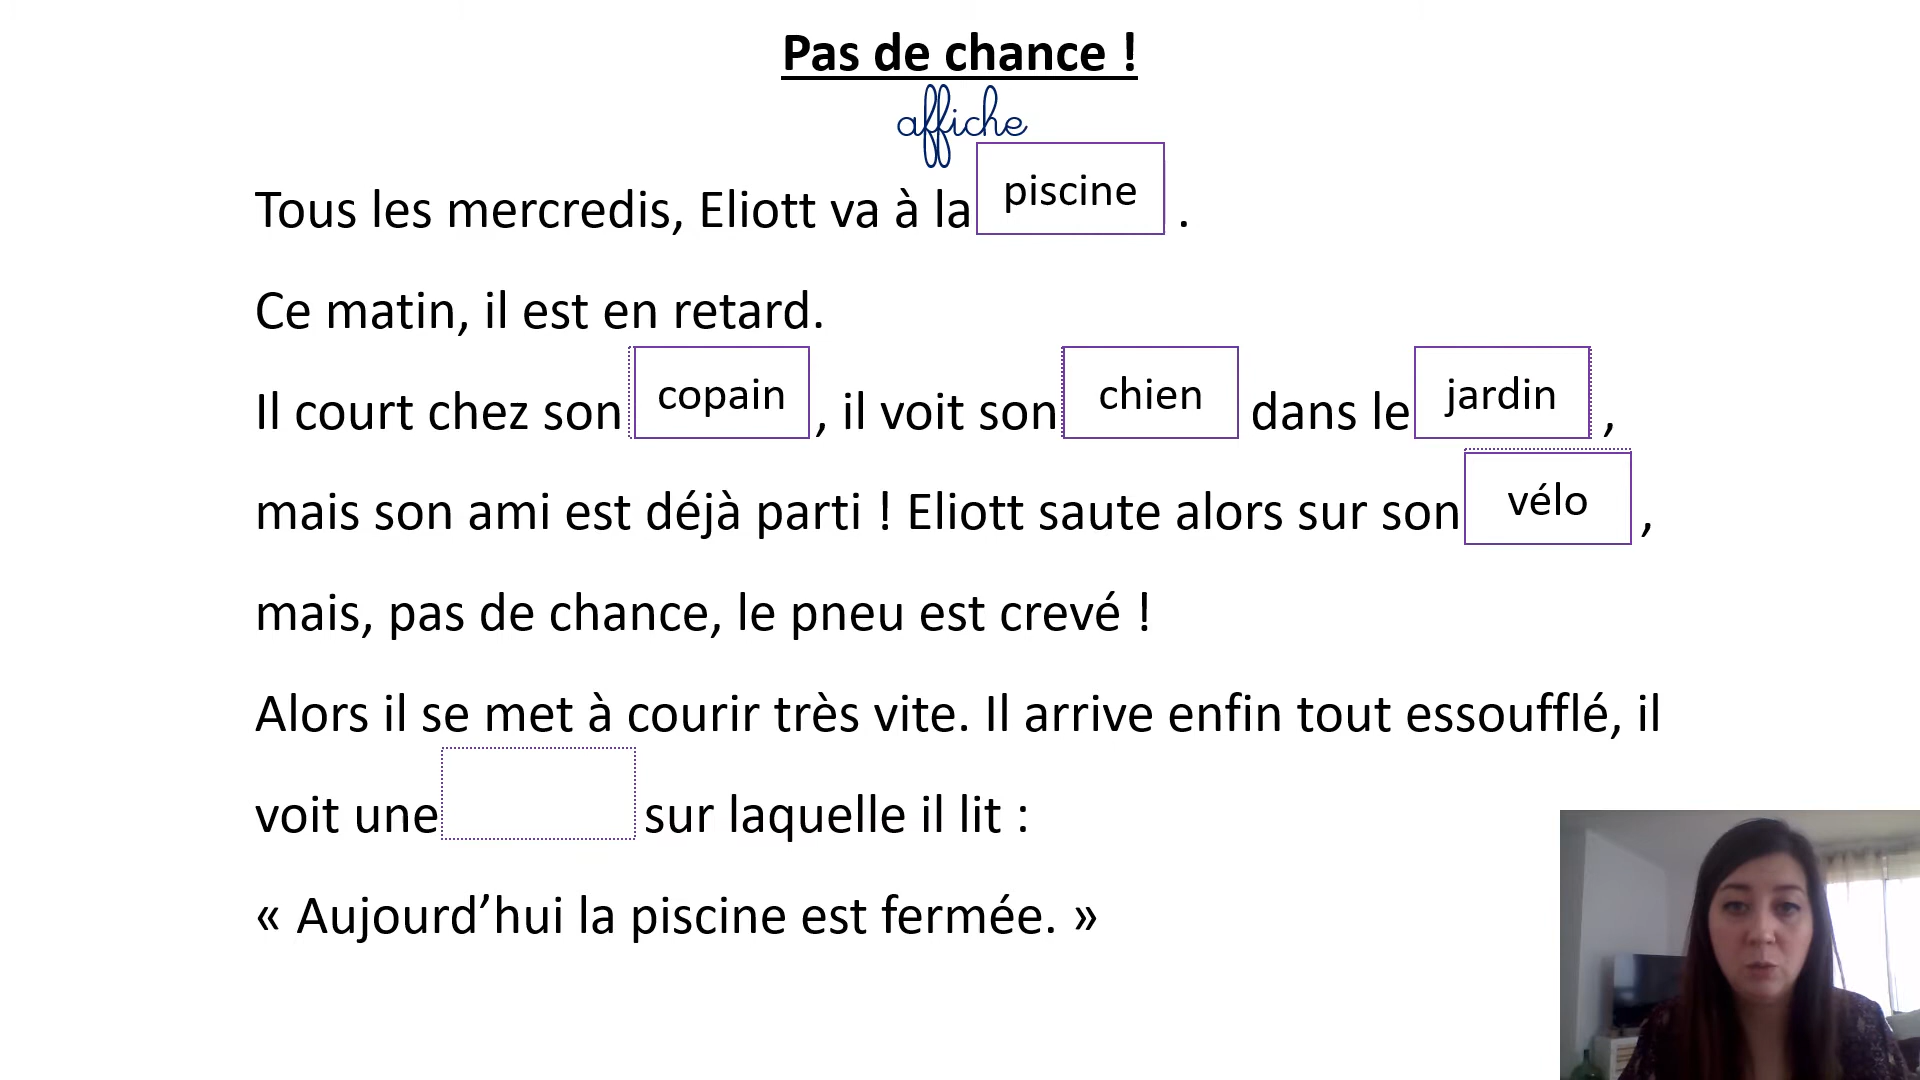 Pas de chance !
affiche
Tous les mercredis, Eliott va à la piscine .
Ce matin, il est en retard.
Il court chez son copain , il voit son chien dans le jardin ,
mais son ami est déjà parti ! Eliott saute alors sur son vélo ,
mais, pas de chance, le pneu est crevé !
Alors il se met à courir très vite. Il arrive enfin tout essoufflé, il
voit une sur laquelle il lit :
« Aujourd’hui la piscine est fermée. »